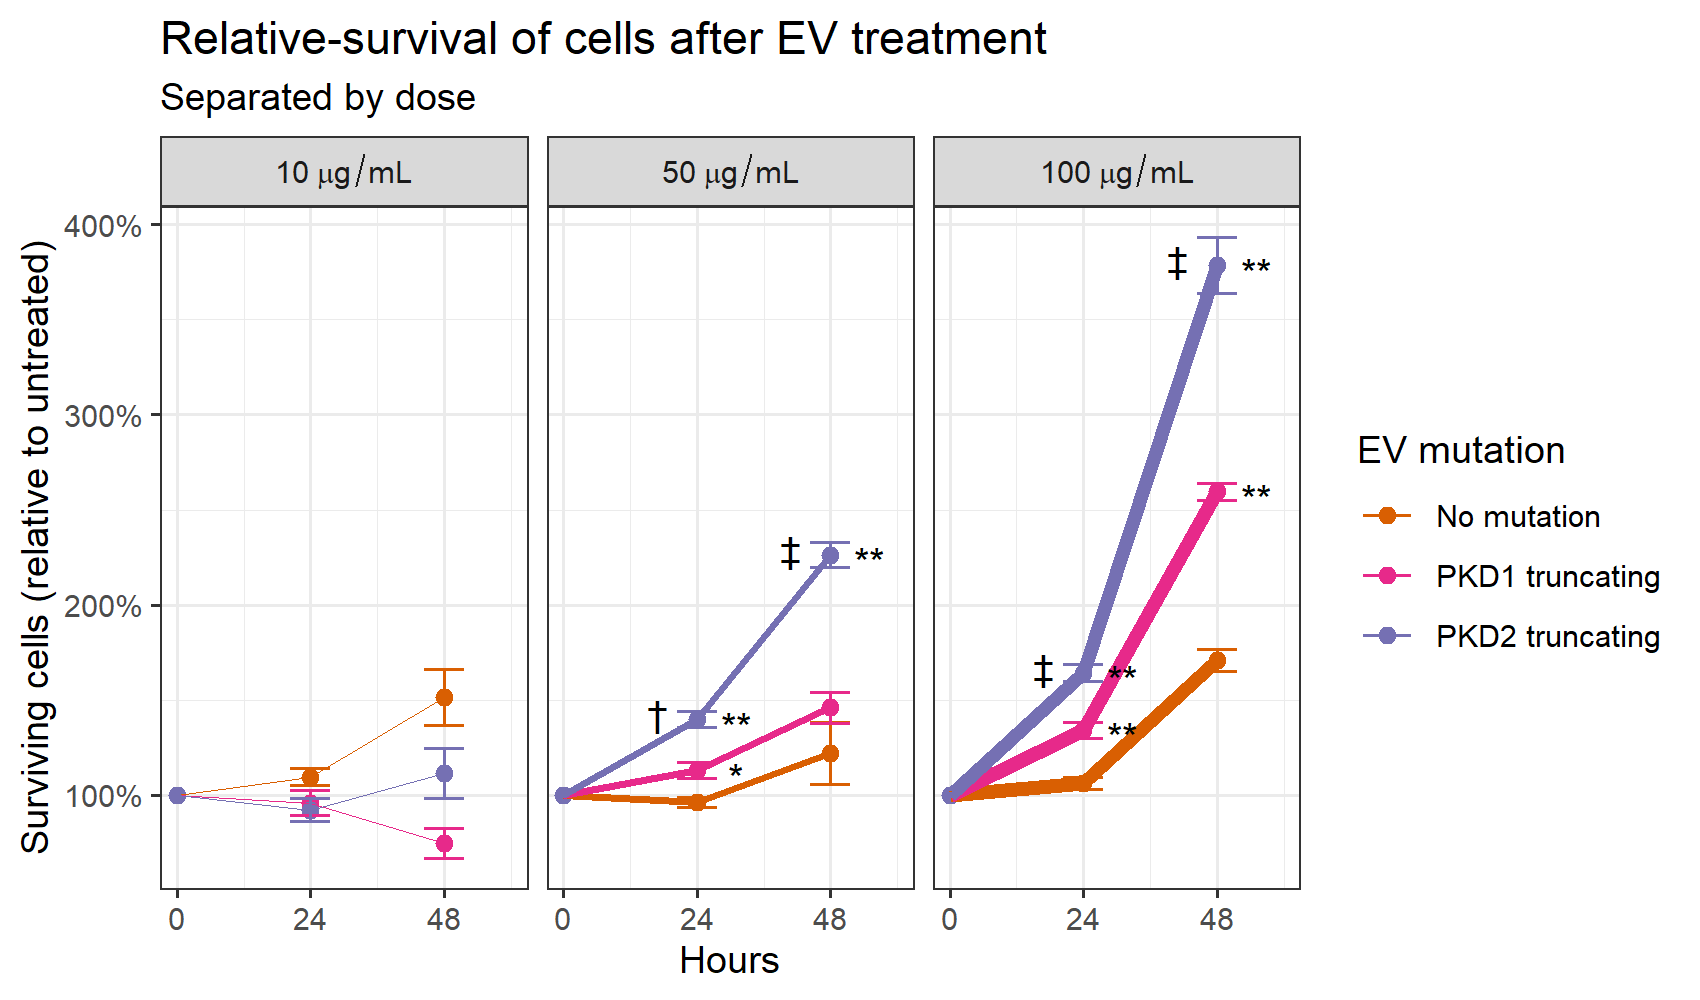 Relative-survival of cells after EV treatment
Separated by dose
10 μg/mL
50 μg/mL
100 μg/mL
Surviving cells (relative to untreated)
400%
300%
200%
100%
‡ **
† **
*
‡ **
**
‡ **
**
0 24 48
0 24 48
0 24 48
Hours
EV mutation
No mutation
PKD1 truncating
PKD2 truncating